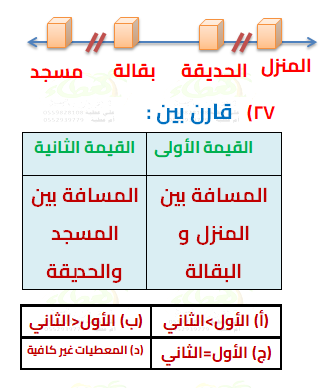 المنزل الحديقة بقالة مسجد
٢٧) قارن بين :
القيمة الأولى القيمة الثانية
المسافة بين المنزل و البقالة
المسافة بين المسجد والحديقة
(أ) الأول>الثاني (ب) الأول<الثاني
(ج) الأول=الثاني (د) المعطيات غير كافية